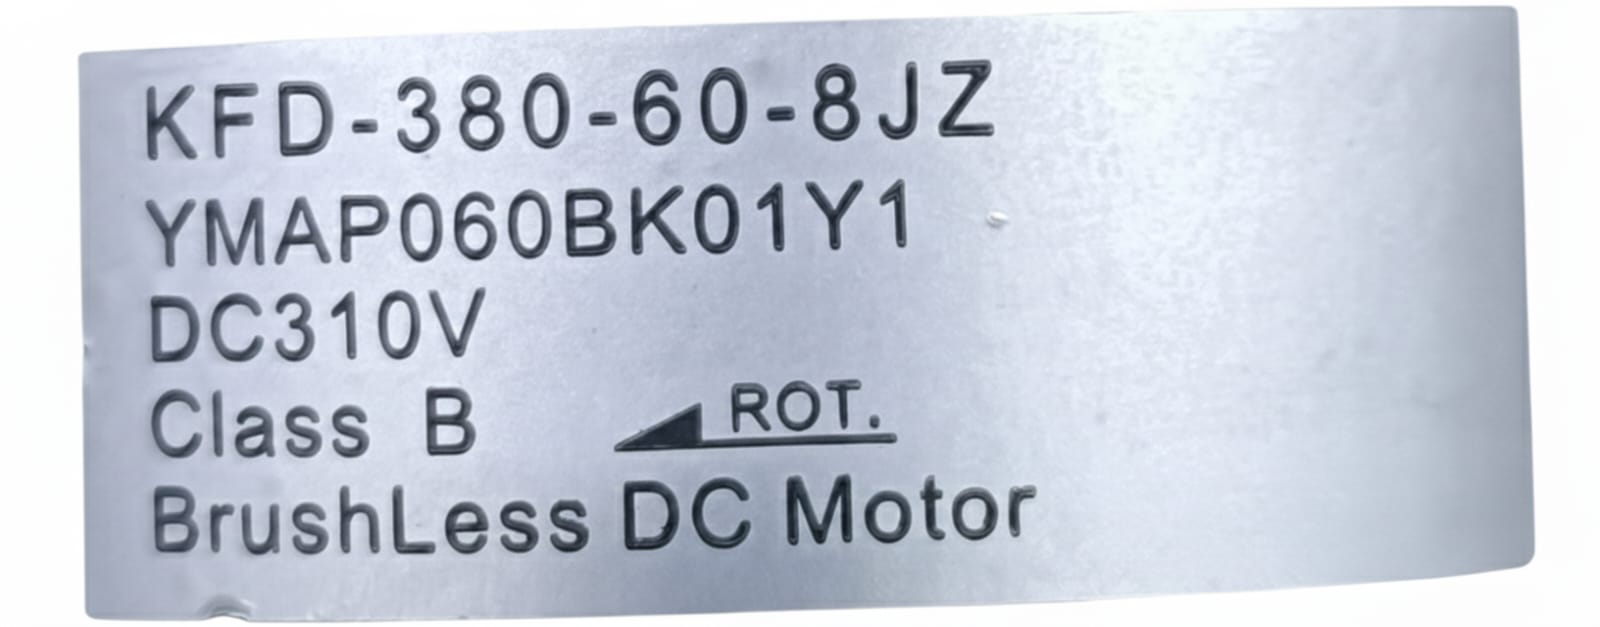 KFD-380-60-8JZ
YMAP060BK01Y1
DC310V
Class B
ROT.
BrushLess DC Motor